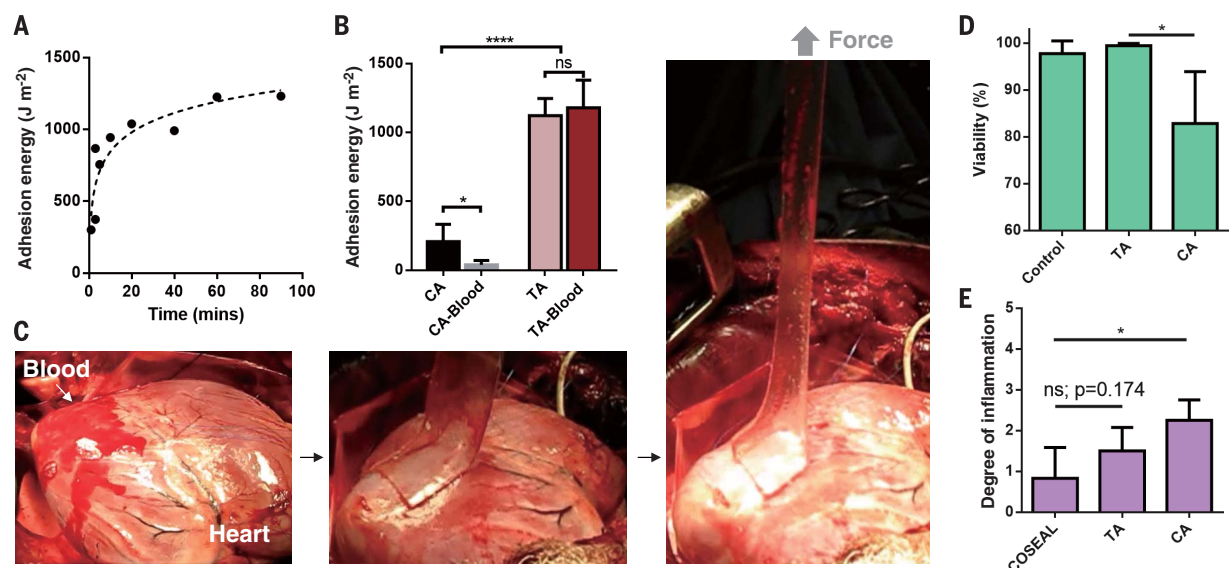 A
1500
1000
500
0
0 20 40 60 80 100
Adhesion energy (J m-2)
Time (mins)
B
****
ns
*
1500
1000
500
0
Adhesion energy (J m-2)
CA
CA-Blood
TA
TA-Blood
Force
C
Blood
Heart
D
*
100
90
80
70
60
Viability (%)
Control
TA
CA
E
*
ns; p=0.174
5
4
3
2
1
0
Degree of inflammation
COSEAL
TA
CA